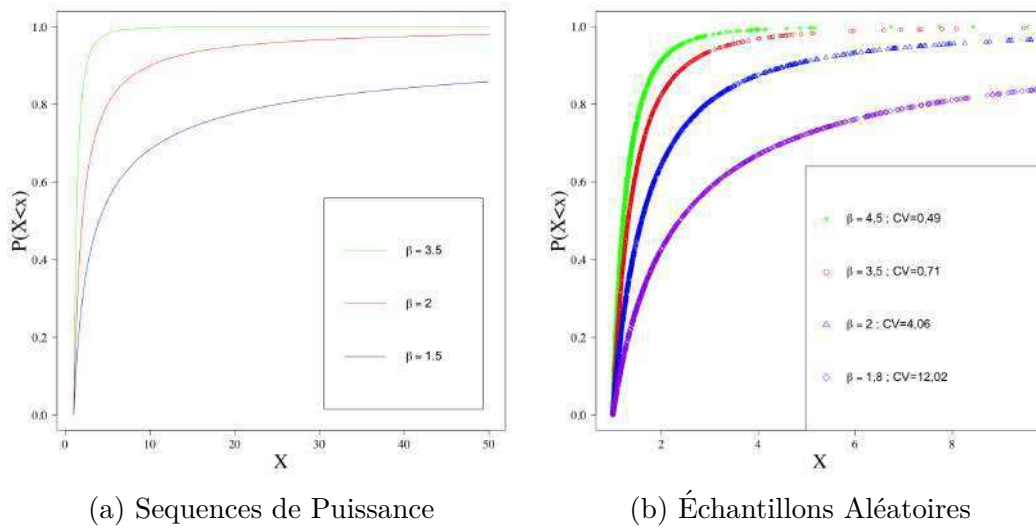 1.0
0.8
0.6
0.4
0.2
0.0
P(X<x)
β = 3.5
β = 2
β = 1.5
0 10 20 30 40 50
X
(a) Sequences de Puissance
1.0
0.8
0.6
0.4
0.2
0.0
P(X<x)
β = 4,5 ; CV=0,49
β = 3,5 ; CV=0,71
β = 2 ; CV=4,06
β = 1,8 ; CV=12,02
2 4 6 8
X
(b) Échantillons Aléatoires